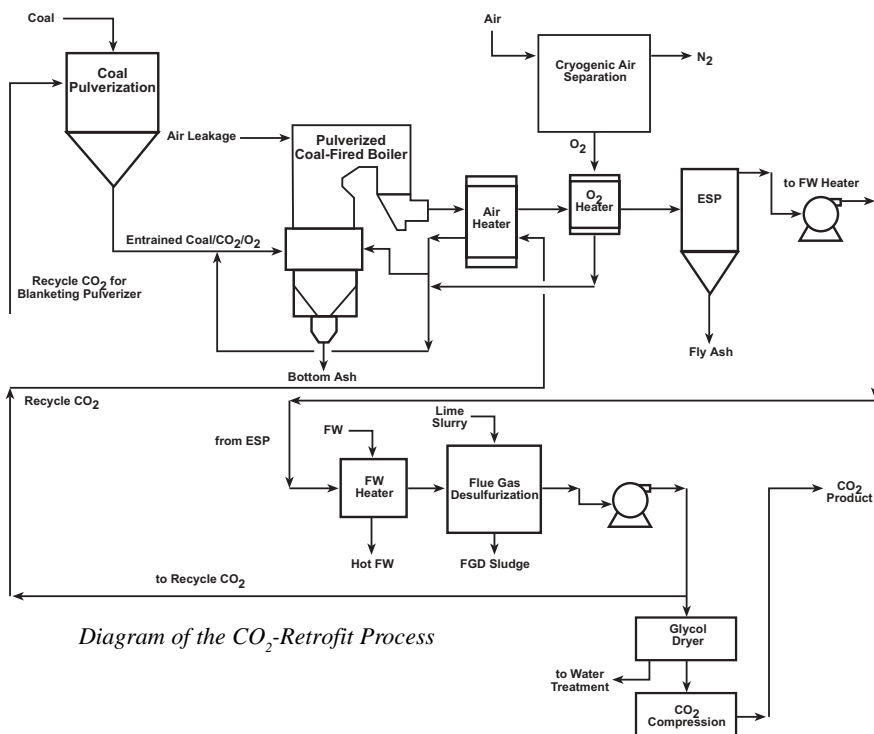 Coal
Coal
Pulverization
Air
Cryogenic Air
Separation
N2
Air Leakage
Pulverized
Coal-Fired Boiler
O2
Air
Heater
O2
Heater
ESP
to FW Heater
Entrained Coal/CO2/O2
Recycle CO2 for
Blanketing Pulverizer
Bottom Ash
Fly Ash
Recycle CO2
from ESP
FW
Lime
Slurry
FW
Heater
Flue Gas
Desulfurization
CO2
Product
Hot FW
FGD Sludge
to Recycle CO2
Diagram of the CO2-Retrofit Process
Glycol
Dryer
to Water
Treatment
CO2
Compression